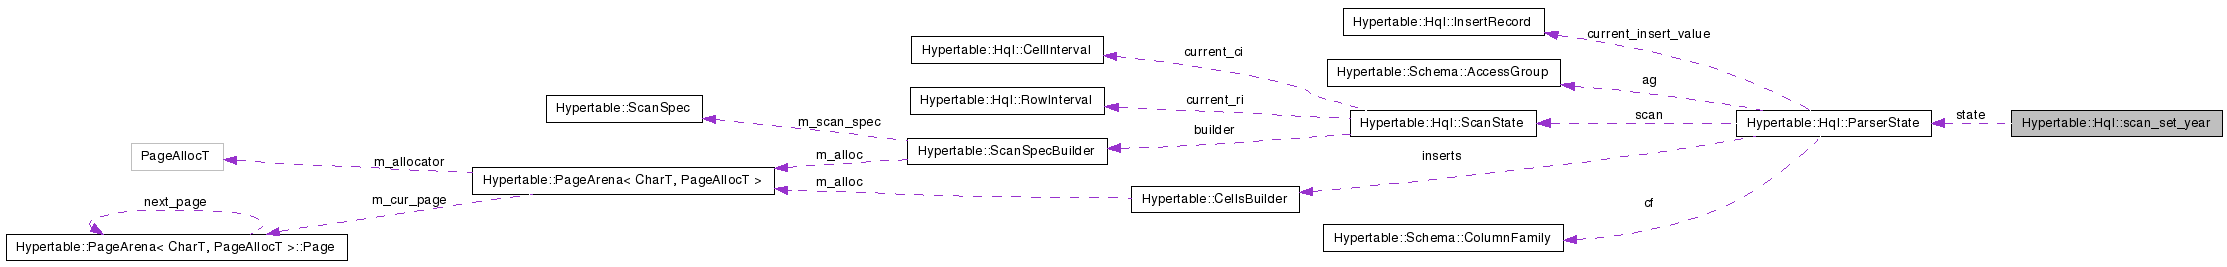 Hypertable::Hql::InsertRecord
current_insert_value
Hypertable::Hql::CellInterval
current_ci
Hypertable::Schema::AccessGroup
ag
Hypertable::ScanSpec
m_scan_spec
Hypertable::Hql::RowInterval
current_ri
Hypertable::Hql::ScanState
scan
Hypertable::Hql::ParserState
state
Hypertable::Hql::scan_set_year
builder
PageAllocT
m_allocator
m_alloc
Hypertable::ScanSpecBuilder
inserts
Hypertable::PageArena< CharT, PageAllocT >
m_alloc
Hypertable::CellsBuilder
next_page
m_cur_page
cf
Hypertable::PageArena< CharT, PageAllocT >::Page
Hypertable::Schema::ColumnFamily